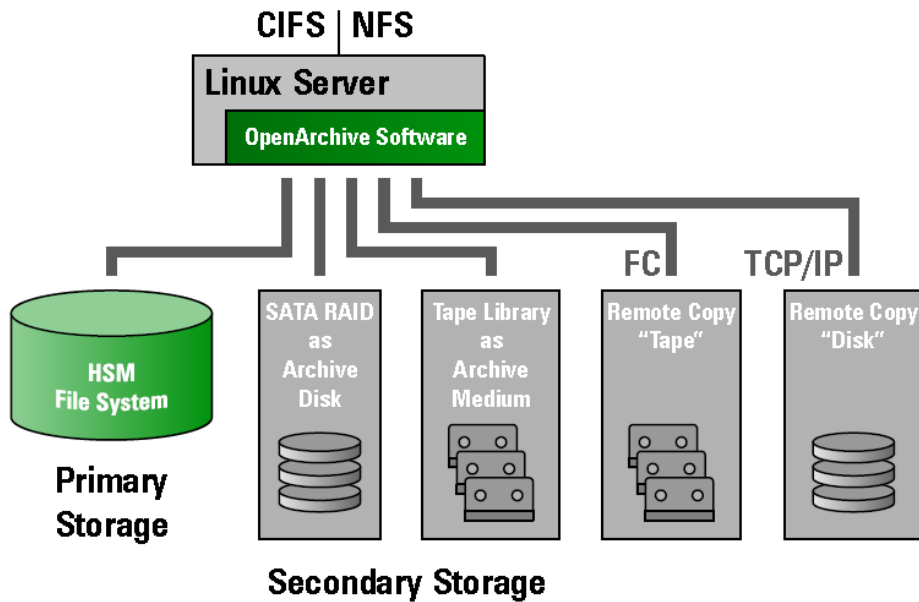 CIFS | NFS
Linux Server
OpenArchive Software
FC
TCP/IP
HSM
File System
SATA RAID
as
Archive
Disk
Tape Library
as
Archive
Medium
Remote Copy
“Tape”
Remote Copy
“Disk”
Primary
Storage
Secondary Storage